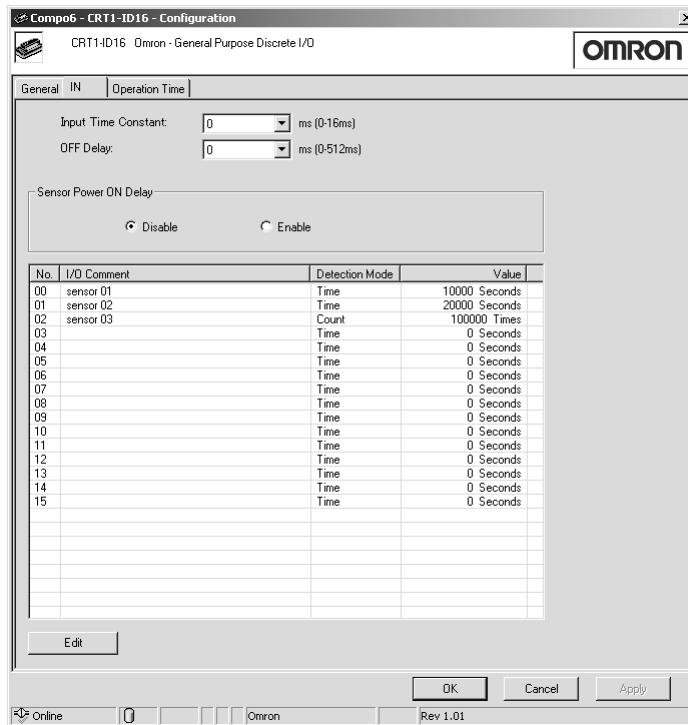 Compo6 - CRT1-ID16 - Configuration
CRT1-ID16 Omron - General Purpose Discrete I/O
OMRON
General IN Operation Time
Input Time Constant: 0 ms (0-16ms)
OFF Delay: 0 ms (0-512ms)
Sensor Power ON Delay
Disable Enable
No. I/O Comment Detection Mode Value
00 sensor 01 Time 10000 Seconds
01 sensor 02 Time 20000 Seconds
02 sensor 03 Count 100000 Times
03 Time 0 Seconds
04 Time 0 Seconds
05 Time 0 Seconds
06 Time 0 Seconds
07 Time 0 Seconds
08 Time 0 Seconds
09 Time 0 Seconds
10 Time 0 Seconds
11 Time 0 Seconds
12 Time 0 Seconds
13 Time 0 Seconds
14 Time 0 Seconds
15 Time 0 Seconds
Edit
OK Cancel Apply
Online Omron Rev 1.01